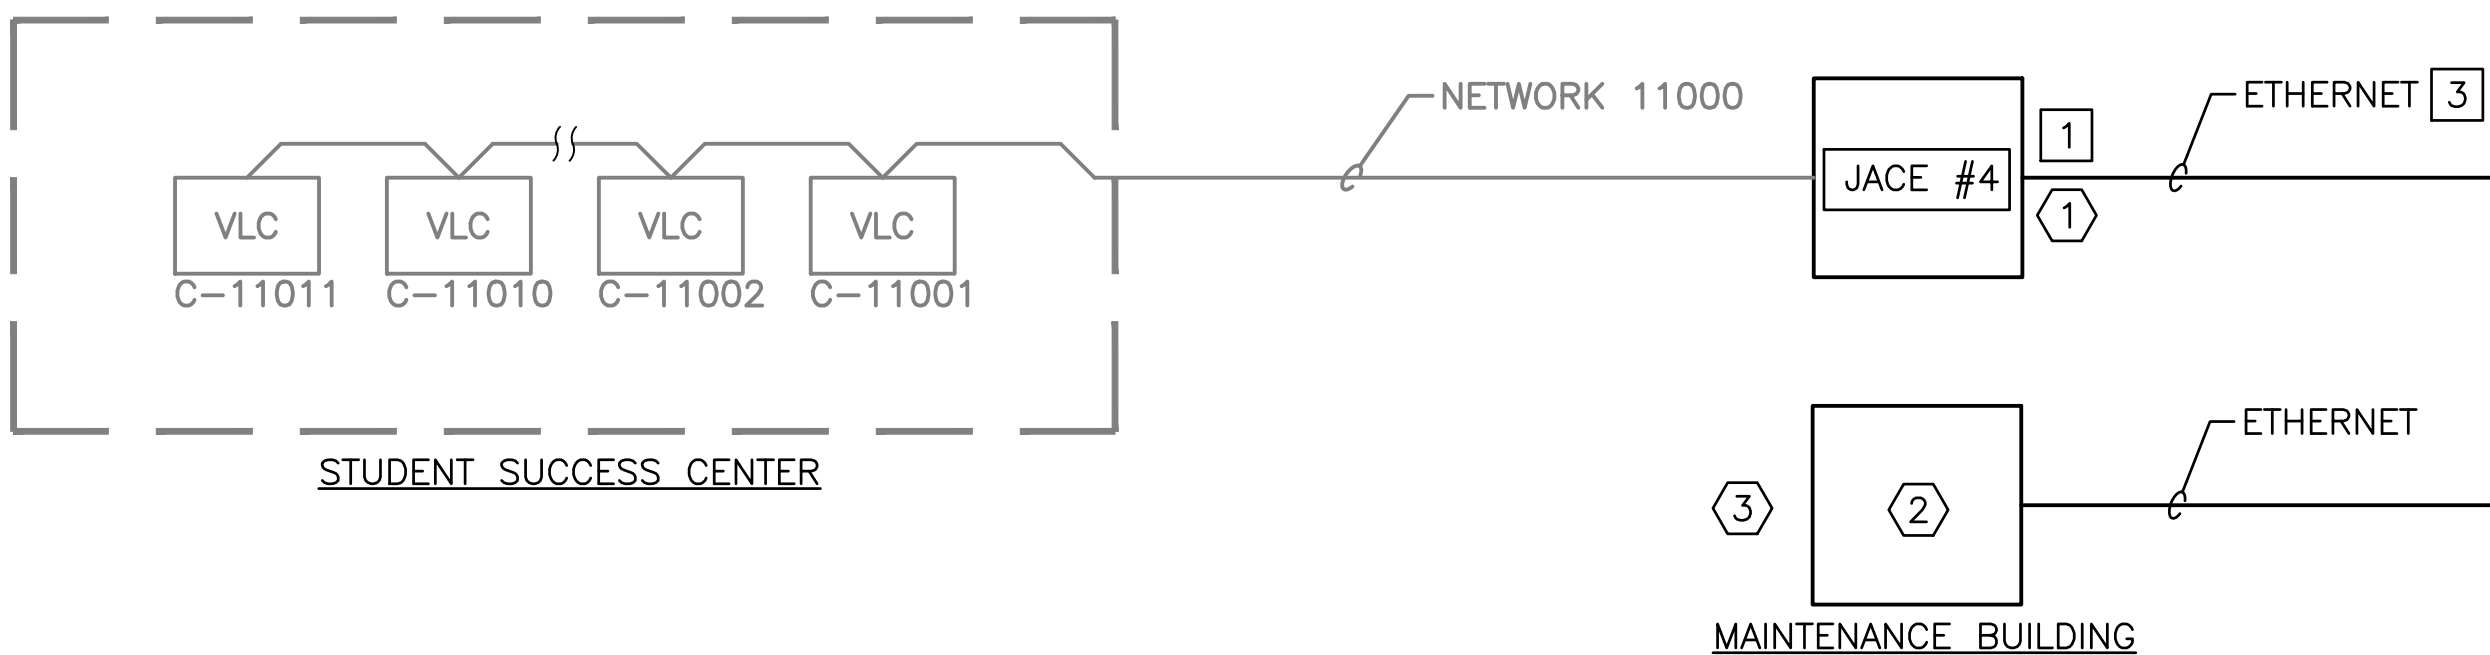 NETWORK 11000
ETHERNET 3
1
JACE #4
1
VLC VLC VLC VLC
C-11011 C-11010 C-11002 C-11001
ETHERNET
STUDENT SUCCESS CENTER
3 2
MAINTENANCE BUILDING